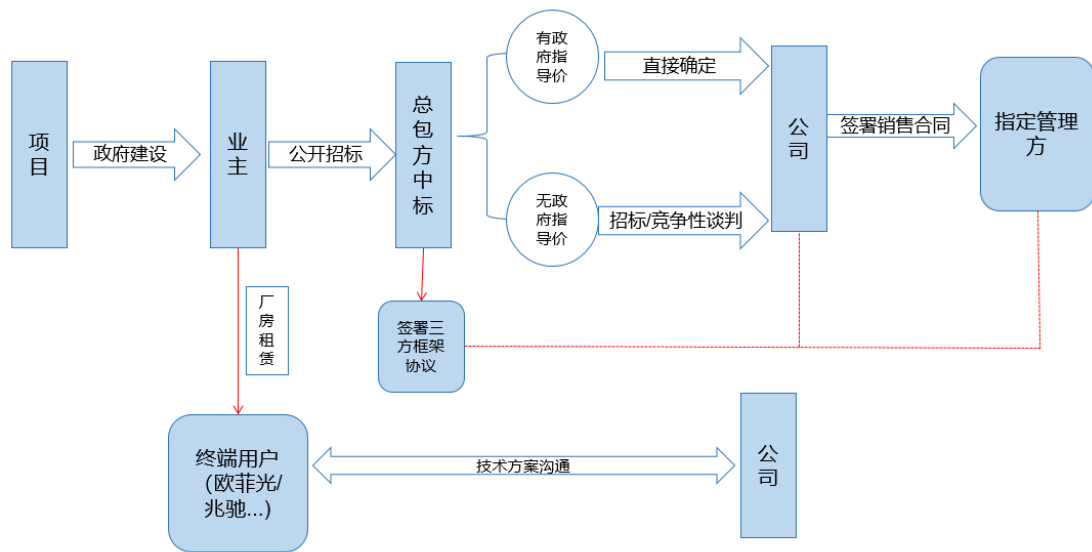 项
目
政府建设
业
主
公开招标
总
包
方
中
标
有政
府指
导价
直接确定
无政
府指
导价
招标/竞争性谈判
公
司
签署销售合同
指定管理
方
厂
房
租
赁
签署三
方框架
协议
终端用户
(欧菲光/
兆驰...)
技术方案沟通
公
司